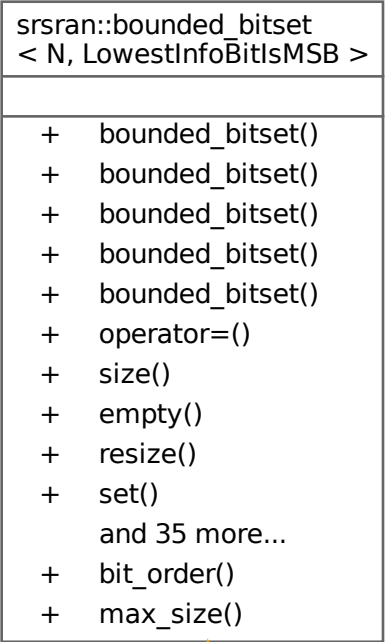 srsran::bounded_bitset
< N, LowestInfoBitIsMSB >
+ bounded_bitset()
+ bounded_bitset()
+ bounded_bitset()
+ bounded_bitset()
+ bounded_bitset()
+ operator=()
+ size()
+ empty()
+ resize()
+ set()
and 35 more...
+ bit_order()
+ max_size()